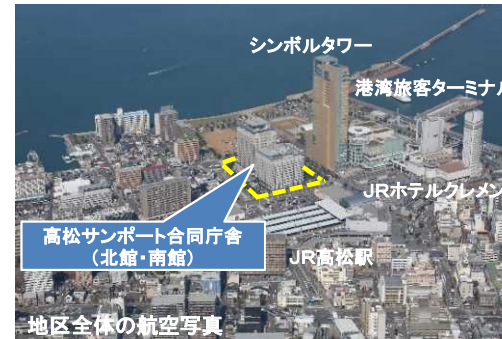 シンボルタワー
港湾旅客ターミナル
JRホテルクレメン
高松サンポート合同庁舎
(北館・南館)
JR高松駅
地区全体の航空写真